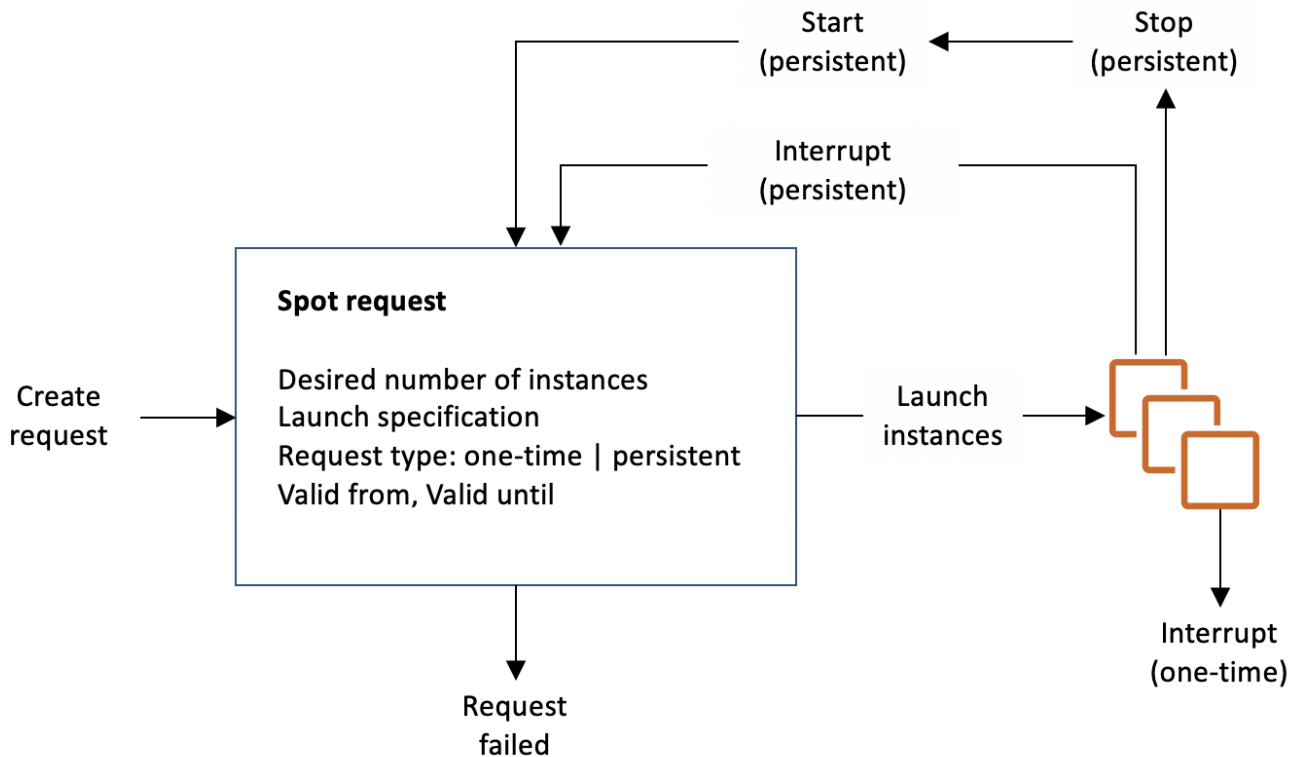 Start
(persistent)
Stop
(persistent)
Interrupt
(persistent)
Spot request
Desired number of instances
Launch specification
Request type: one-time | persistent
Valid from, Valid until
Create
request
Launch
instances
Interrupt
(one-time)
Request
failed